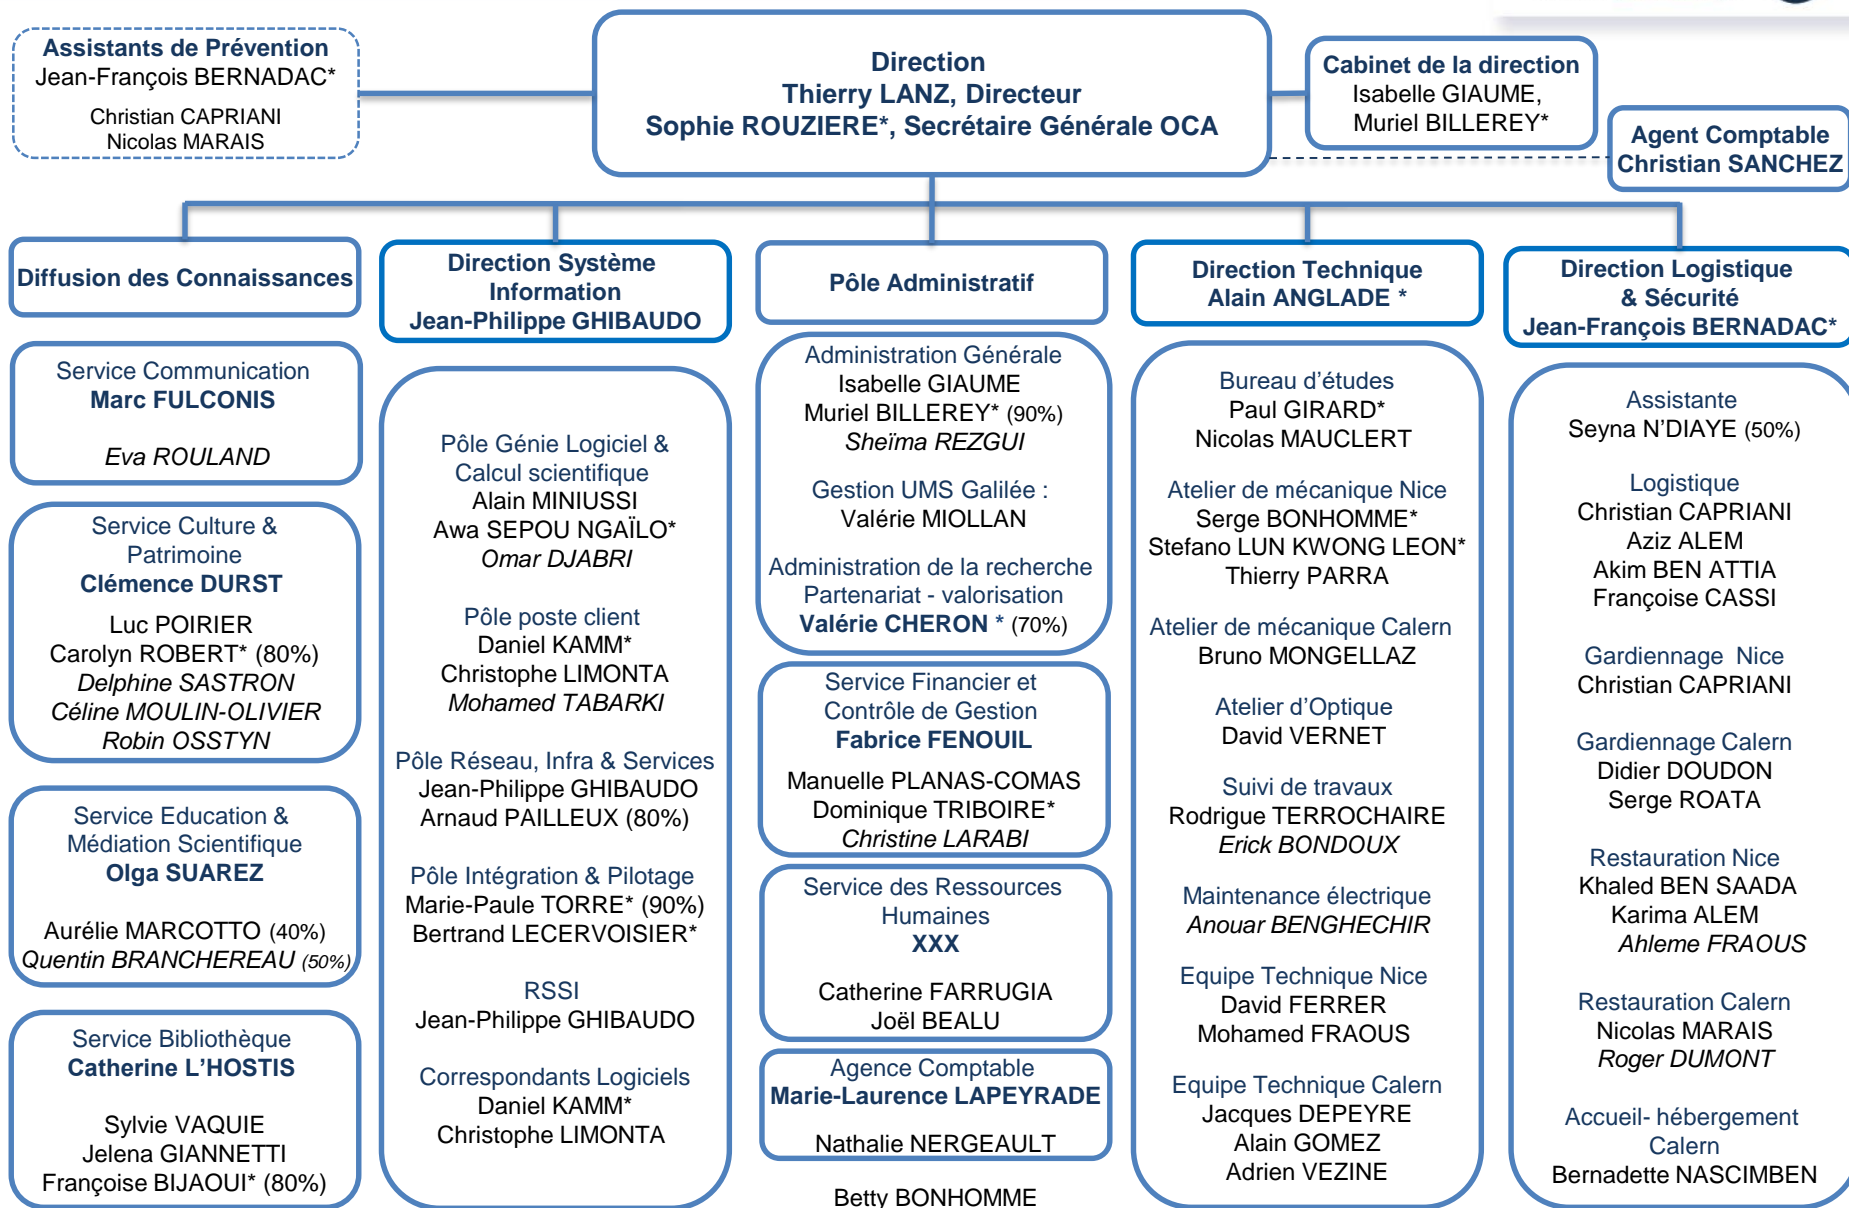 Assistants de Prévention
Jean-François BERNADAC*
Christian CAPRIANI
Nicolas MARAIS
Direction
Thierry LANZ, Directeur
Sophie ROUZIERE*, Secrétaire Générale OCA
Cabinet de la direction
Isabelle GIAUME,
Muriel BILLEREY*
Agent Comptable
Christian SANCHEZ
Diffusion des Connaissances
Service Communication
Marc FULCONIS
Eva ROULAND
Service Culture &
Patrimoine
Clémence DURST
Luc POIRIER
Carolyn ROBERT* (80%)
Delphine SASTRON
Céline MOULIN-OLIVIER
Robin OSSTYN
Service Education &
Médiation Scientifique
Olga SUAREZ
Aurélie MARCOTTO (40%)
Quentin BRANCHEREAU (50%)
Service Bibliothèque
Catherine L'HOSTIS
Sylvie VAQUIE
Jelena GIANNETTI
Françoise BIJAOUI* (80%)
Direction Système
Information
Jean-Philippe GHIBAUDO
Pôle Génie Logiciel &
Calcul scientifique
Alain MINIUSSI
Awa SEPOU NGAÏLO*
Omar DJABRI
Pôle poste client
Daniel KAMM*
Christophe LIMONTA
Mohamed TABARKI
Pôle Réseau, Infra & Services
Jean-Philippe GHIBAUDO
Arnaud PAILLEUX (80%)
Pôle Intégration & Pilotage
Marie-Paule TORRE* (90%)
Bertrand LECERVOISIER*
RSSI
Jean-Philippe GHIBAUDO
Correspondants Logiciels
Daniel KAMM*
Christophe LIMONTA
Pôle Administratif
Administration Générale
Isabelle GIAUME
Muriel BILLEREY* (90%)
Sheïma REZGUI
Gestion UMS Galilée :
Valérie MIOLLAN
Administration de la recherche
Partenariat - valorisation
Valérie CHERON * (70%)
Service Financier et
Contrôle de Gestion
Fabrice FENOUIL
Manuelle PLANAS-COMAS
Dominique TRIBOIRE*
Christine LARABI
Service des Ressources
Humaines
XXX
Catherine FARRUGIA
Joël BEALU
Agence Comptable
Marie-Laurence LAPEYRADE
Nathalie NERGEAULT
Betty BONHOMME
Direction Technique
Alain ANGLADE *
Bureau d'études
Paul GIRARD*
Nicolas MAUCLERT
Atelier de mécanique Nice
Serge BONHOMME*
Stefano LUN KWONG LEON*
Thierry PARRA
Atelier de mécanique Calern
Bruno MONGELLAZ
Atelier d'Optique
David VERNET
Suivi de travaux
Rodrigue TERROCHAIRE
Erick BONDOUX
Maintenance électrique
Anouar BENGHECHIR
Equipe Technique Nice
David FERRER
Mohamed FRAOUS
Equipe Technique Calern
Jacques DEPEYRE
Alain GOMEZ
Adrien VEZINE
Direction Logistique
& Sécurité
Jean-François BERNADAC*
Assistante
Seyna N'DIAYE (50%)
Logistique
Christian CAPRIANI
Aziz ALEM
Akim BEN ATTIA
Françoise CASSI
Gardiennage Nice
Christian CAPRIANI
Gardiennage Calern
Didier DOUDON
Serge ROATA
Restauration Nice
Khaled BEN SAADA
Karima ALEM
Ahleme FRAOUS
Restauration Calern
Nicolas MARAIS
Roger DUMONT
Accueil- hébergement
Calern
Bernadette NASCIMBEN